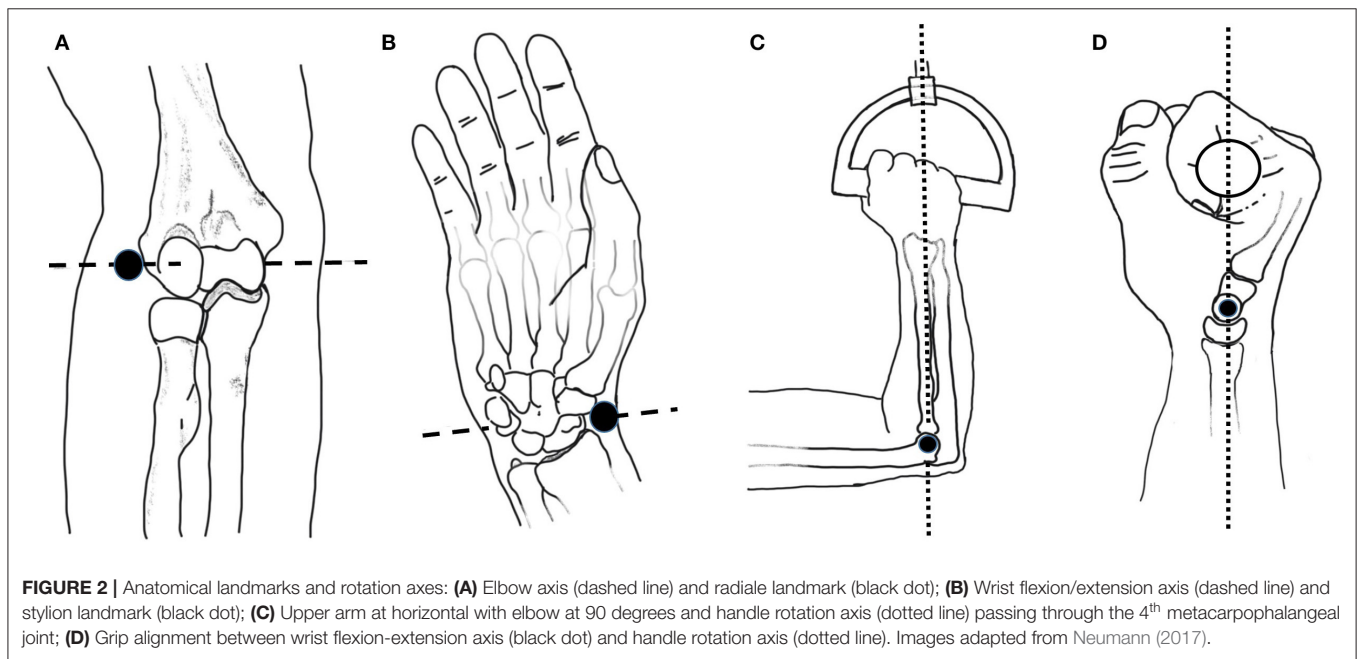 A
B
C
D
FIGURE 2 | Anatomical landmarks and rotation axes: (A) Elbow axis (dashed line) and radiale landmark (black dot); (B) Wrist flexion/extension axis (dashed line) and
stylion landmark (black dot); (C) Upper arm at horizontal with elbow at 90 degrees and handle rotation axis (dotted line) passing through the 4th metacarpophalangeal
joint; (D) Grip alignment between wrist flexion-extension axis (black dot) and handle rotation axis (dotted line). Images adapted from Neumann (2017).